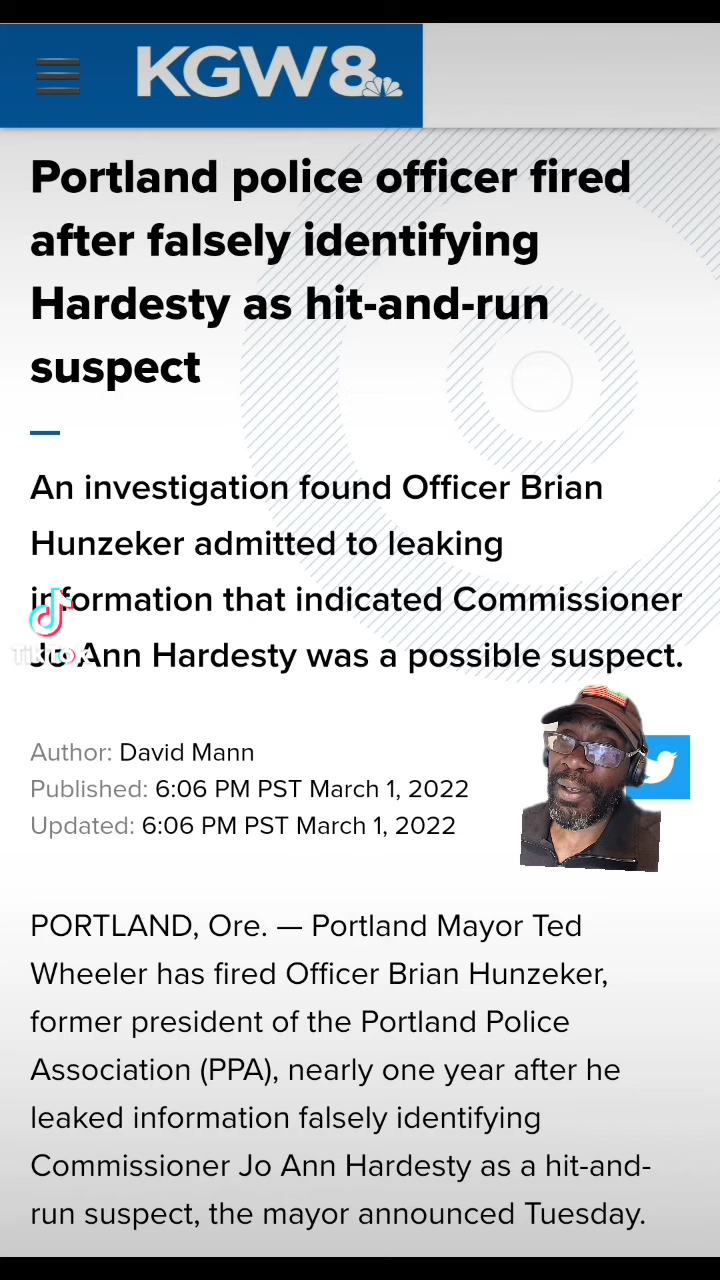 KGW8
Portland police officer fired
after falsely identifying
Hardesty as hit-and-run
suspect
An investigation found Officer Brian
Hunzeker admitted to leaking
information that indicated Commissioner
Jo Ann Hardesty was a possible suspect.
TikTok
Author: David Mann
Published: 6:06 PM PST March 1, 2022
Updated: 6:06 PM PST March 1, 2022
PORTLAND, Ore. — Portland Mayor Ted
Wheeler has fired Officer Brian Hunzeker,
former president of the Portland Police
Association (PPA), nearly one year after he
leaked information falsely identifying
Commissioner Jo Ann Hardesty as a hit-and-
run suspect, the mayor announced Tuesday.